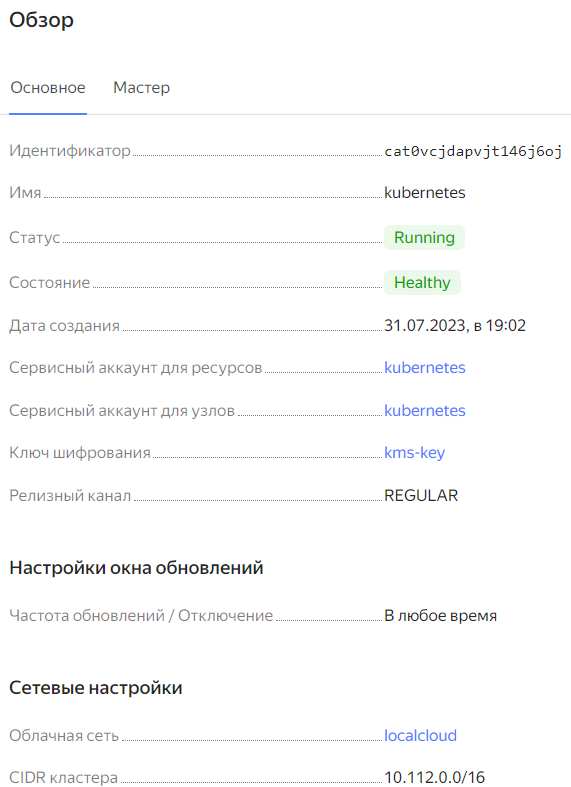 Обзор
Основное Мастер
Идентификатор cat0vcjdapvjt146j6oj
Имя kubernetes
Статус Running
Состояние Healthy
Дата создания 31.07.2023, в 19:02
Сервисный аккаунт для ресурсов kubernetes
Сервисный аккаунт для узлов kubernetes
Ключ шифрования kms-key
Релизный канал REGULAR
Настройки окна обновлений
Частота обновлений / Отключение В любое время
Сетевые настройки
Облачная сеть localcloud
CIDR кластера 10.112.0.0/16